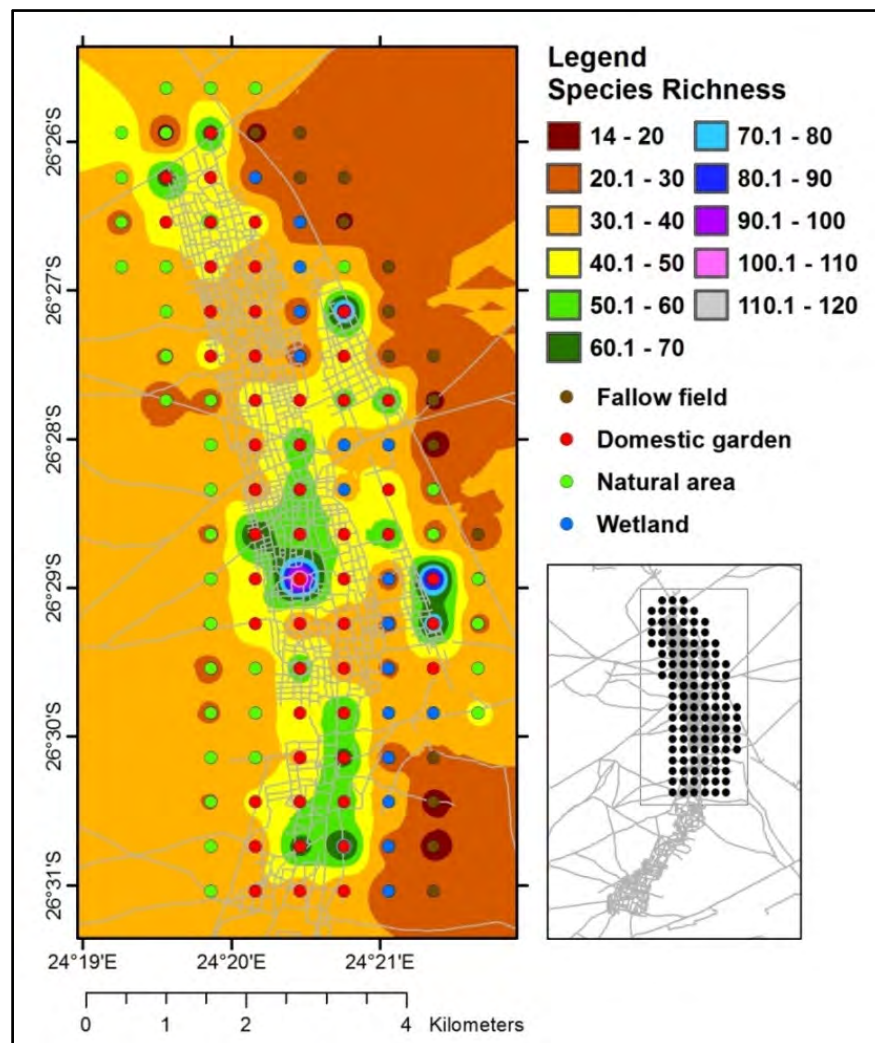 Legend
Species Richness
14 - 20
70.1 - 80
20.1 - 30
80.1 - 90
30.1 - 40
90.1 - 100
40.1 - 50
100.1 - 110
50.1 - 60
110.1 - 120
60.1 - 70
Fallow field
Domestic garden
Natural area
Wetland
26°26'S
26°27'S
26°28'S
26°29'S
26°30'S
26°31'S
24°19'E
24°20'E
24°21'E
0 1 2 4 Kilometers